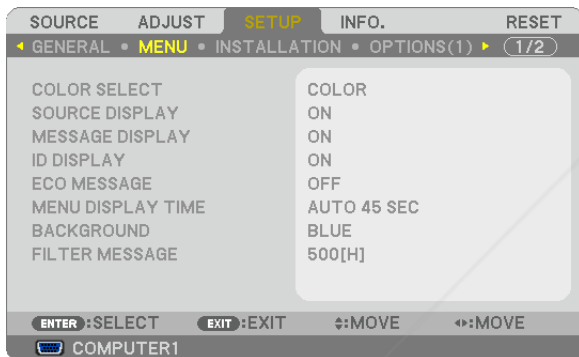 SOURCE ADJUST SETUP INFO. RESET
GENERAL • MENU • INSTALLATION • OPTIONS(1) 1/2
COLOR SELECT COLOR
SOURCE DISPLAY ON
MESSAGE DISPLAY ON
ID DISPLAY ON
ECO MESSAGE OFF
MENU DISPLAY TIME AUTO 45 SEC
BACKGROUND BLUE
FILTER MESSAGE 500[H]
ENTER :SELECT EXIT :EXIT :MOVE :MOVE
COMPUTER1